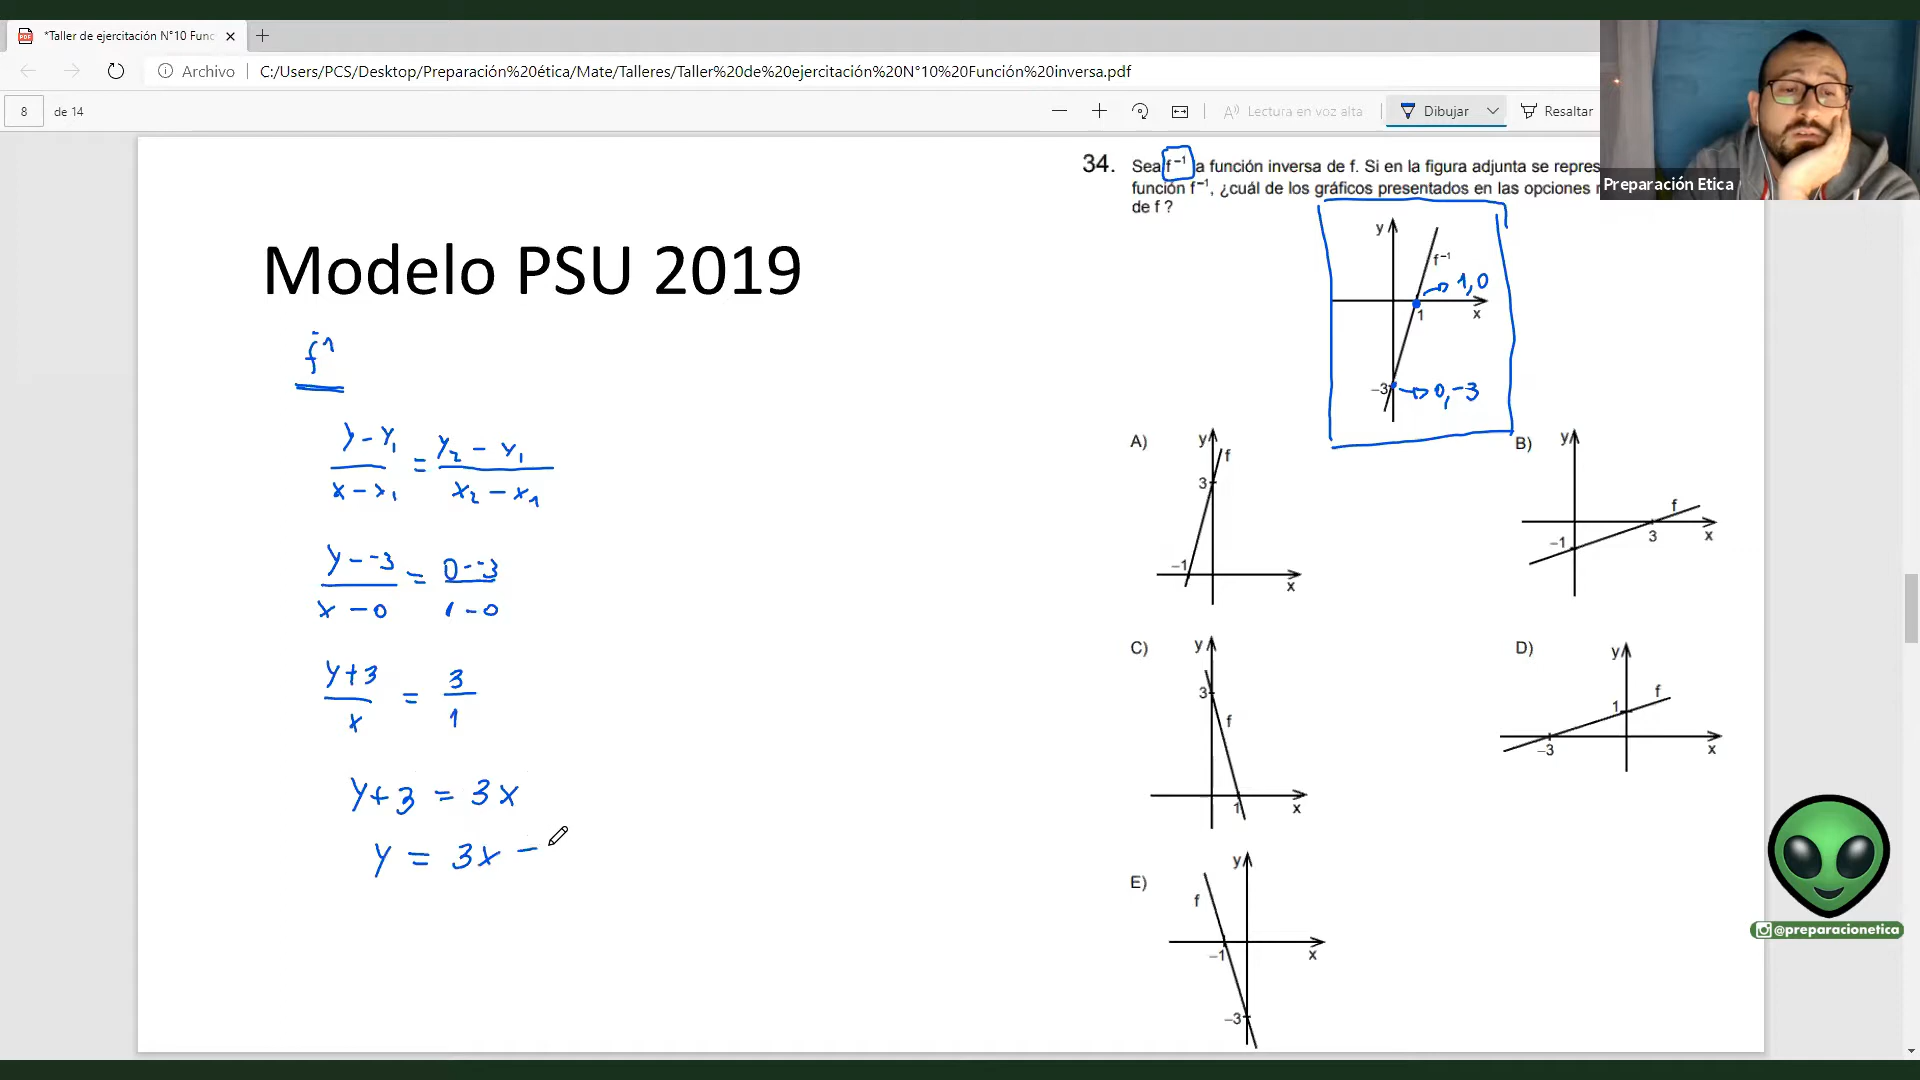 *Taller de ejercitación N°10 Func
Archivo
C:/Users/PCS/Desktop/Preparación%20ética/Mate/Talleres/Taller%20de%20ejercitación%20N°10%20Función%20inversa.pdf
8 de 14
Lectura en voz alta
Dibujar
Resaltar
Preparación Etica
34. Sea f⁻¹ la función inversa de f. Si en la figura adjunta se repres
función f⁻¹, ¿cuál de los gráficos presentados en las opciones
de f ?
y
f⁻¹
1,0
1
x
-3
0,-3
Modelo PSU 2019
f⁻¹
y-y₁/x-x₁ = y₂-y₁/x₂-x₁
y--3/x-0 = 0--3/1-0
y+3/x = 3/1
y+3 = 3x
y = 3x -
A)
y
f
3
-1
x
B)
y
f
-1
3
x
C)
y
3
f
1
x
D)
y
f
1
-3
x
E)
y
f
-1
x
-3
@preparacionetica